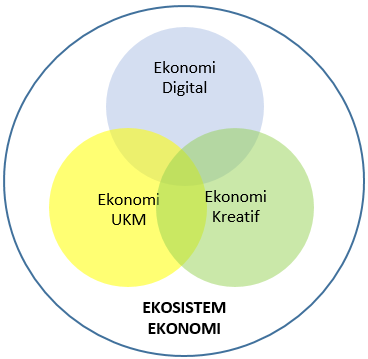 Ekonomi
Digital
Ekonomi
UKM
Ekonomi
Kreatif
EKOSISTEM
EKONOMI